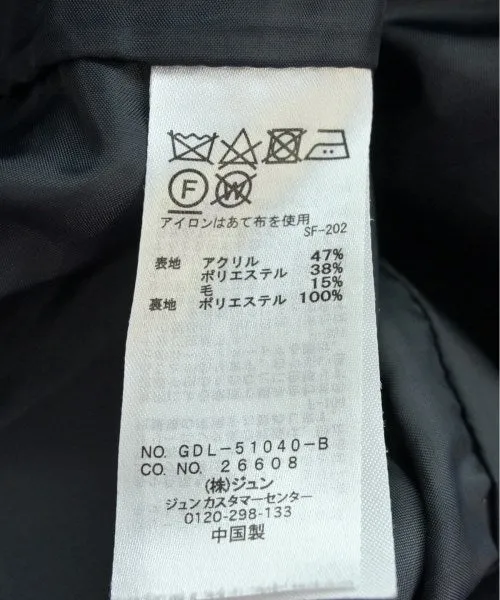 F W
アイロンはあて布を使用
SF-202
表地 アクリル 47%
ポリエステル 38%
毛 15%
裏地 ポリエステル 100%
NO. GDL-51040-B
CO. NO. 26608
(株)ジュン
ジュンカスタマーセンター
0120-298-133
中国製